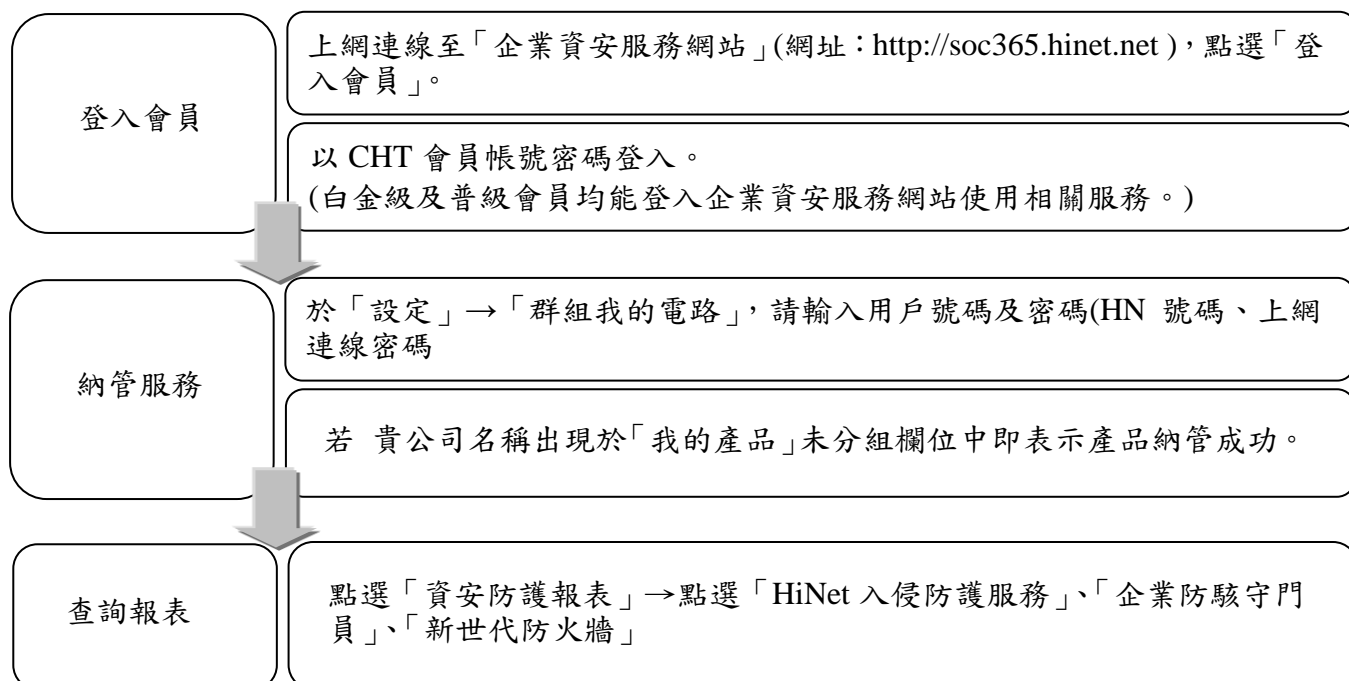 登入會員
上網連線至「企業資安服務網站」(網址：http://soc365.hinet.net )，點選「登
入會員」。
以 CHT 會員帳號密碼登入。
(白金級及普級會員均能登入企業資安服務網站使用相關服務。)
納管服務
於「設定」→「群組我的電路」，請輸入用戶號碼及密碼(HN 號碼、上網
連線密碼
若 貴公司名稱出現於「我的產品」未分組欄位中即表示產品納管成功。
查詢報表
點選「資安防護報表」→點選「HiNet 入侵防護服務」、「企業防駭守門
員」、「新世代防火牆」